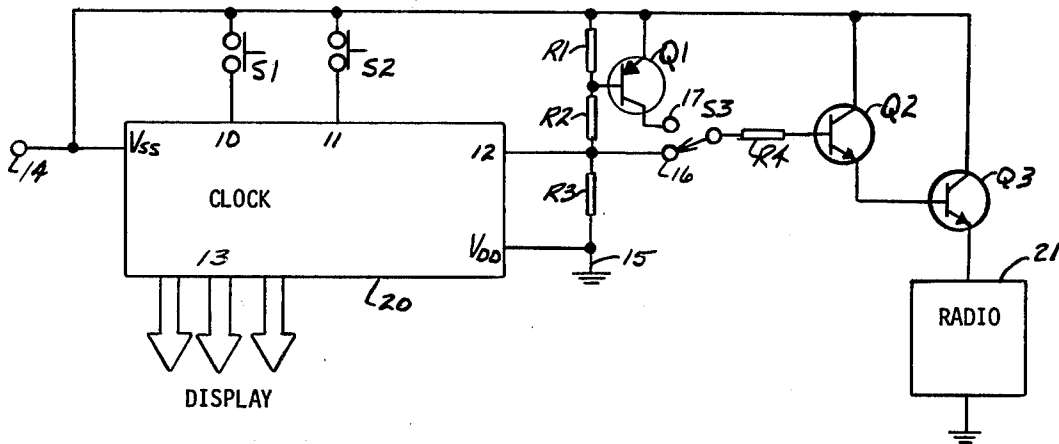 R1
Q1
S1
S2
17
S3
R2
Q2
14
VSS
10
11
12
16
R4
Q3
R3
CLOCK
13
VDD
15
20
21
RADIO
DISPLAY